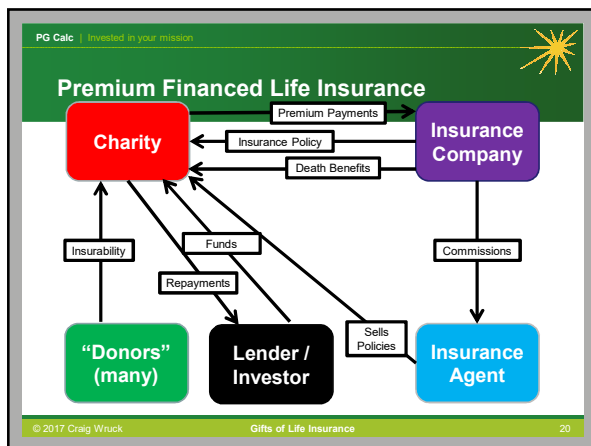 PG Calc | Invested in your mission
Premium Financed Life Insurance
Charity
Premium Payments
Insurance Policy
Death Benefits
Insurance
Company
Insurability
Funds
Repayments
Commissions
Sells
Policies
“Donors”
(many)
Lender /
Investor
Insurance
Agent
© 2017 Craig Wruck
Gifts of Life Insurance
20